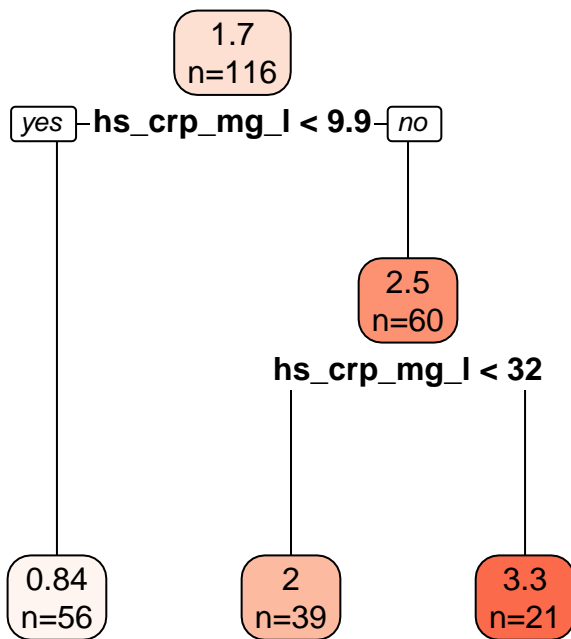 1.7
n=116
yes hs_crp_mg_l < 9.9 no
2.5
n=60
hs_crp_mg_l < 32
0.84
n=56
2
n=39
3.3
n=21